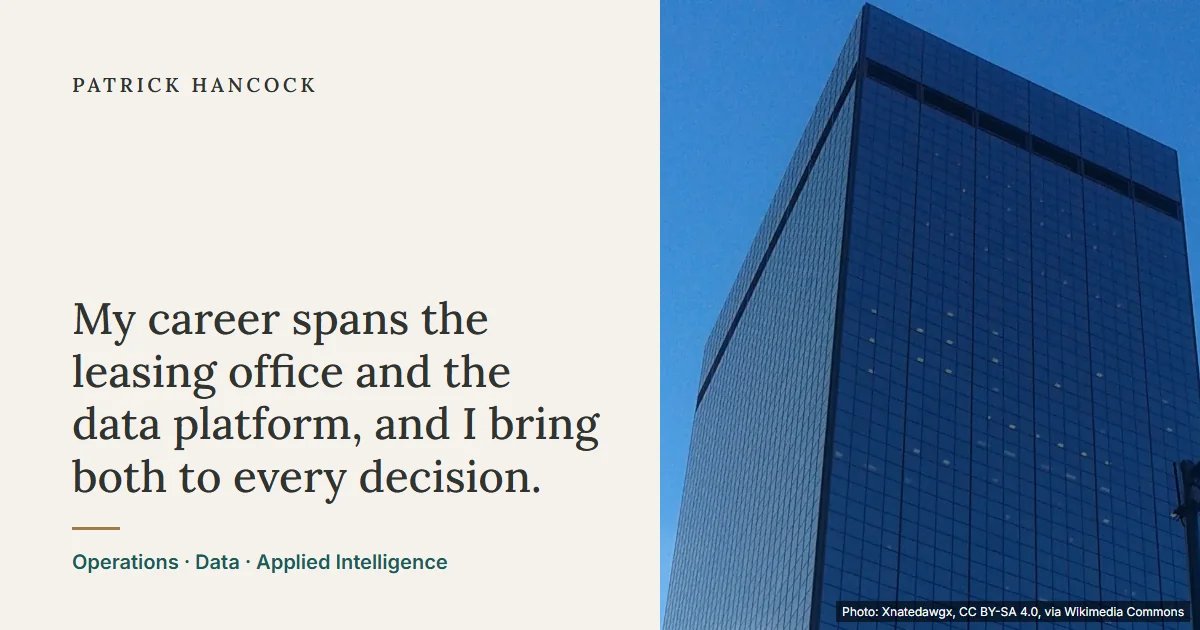 PATRICK HANCOCK
My career spans the
leasing office and the
data platform, and I bring
both to every decision.
Operations · Data · Applied Intelligence
Photo: Xnatedawgx, CC BY-SA 4.0, via Wikimedia Commons